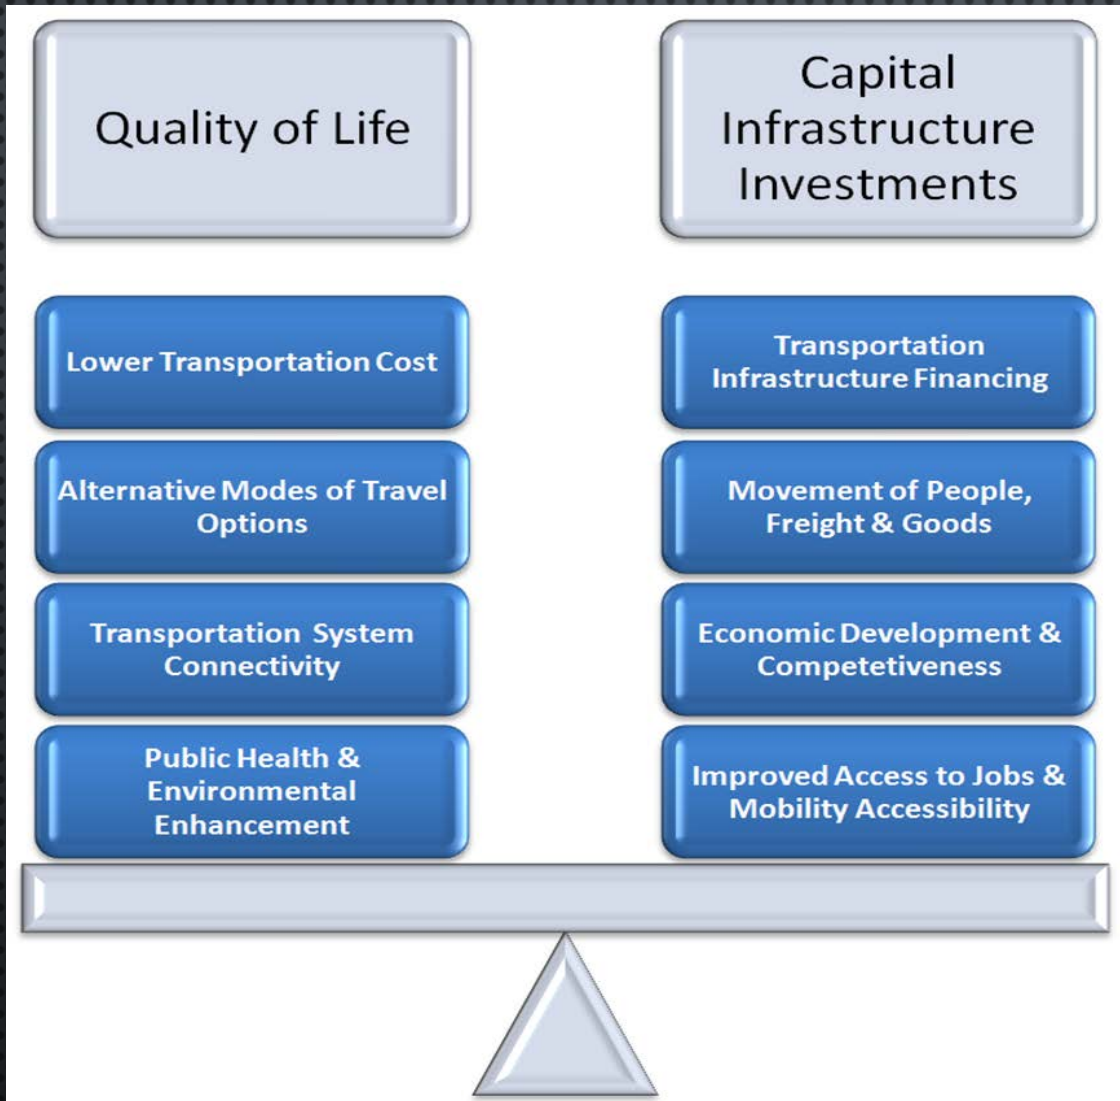 Quality of Life
Capital
Infrastructure
Investments
Lower Transportation Cost
Alternative Modes of Travel
Options
Transportation System
Connectivity
Public Health &
Environmental
Enhancement
Transportation
Infrastructure Financing
Movement of People,
Freight & Goods
Economic Development &
Competetiveness
Improved Access to Jobs &
Mobility Accessibility